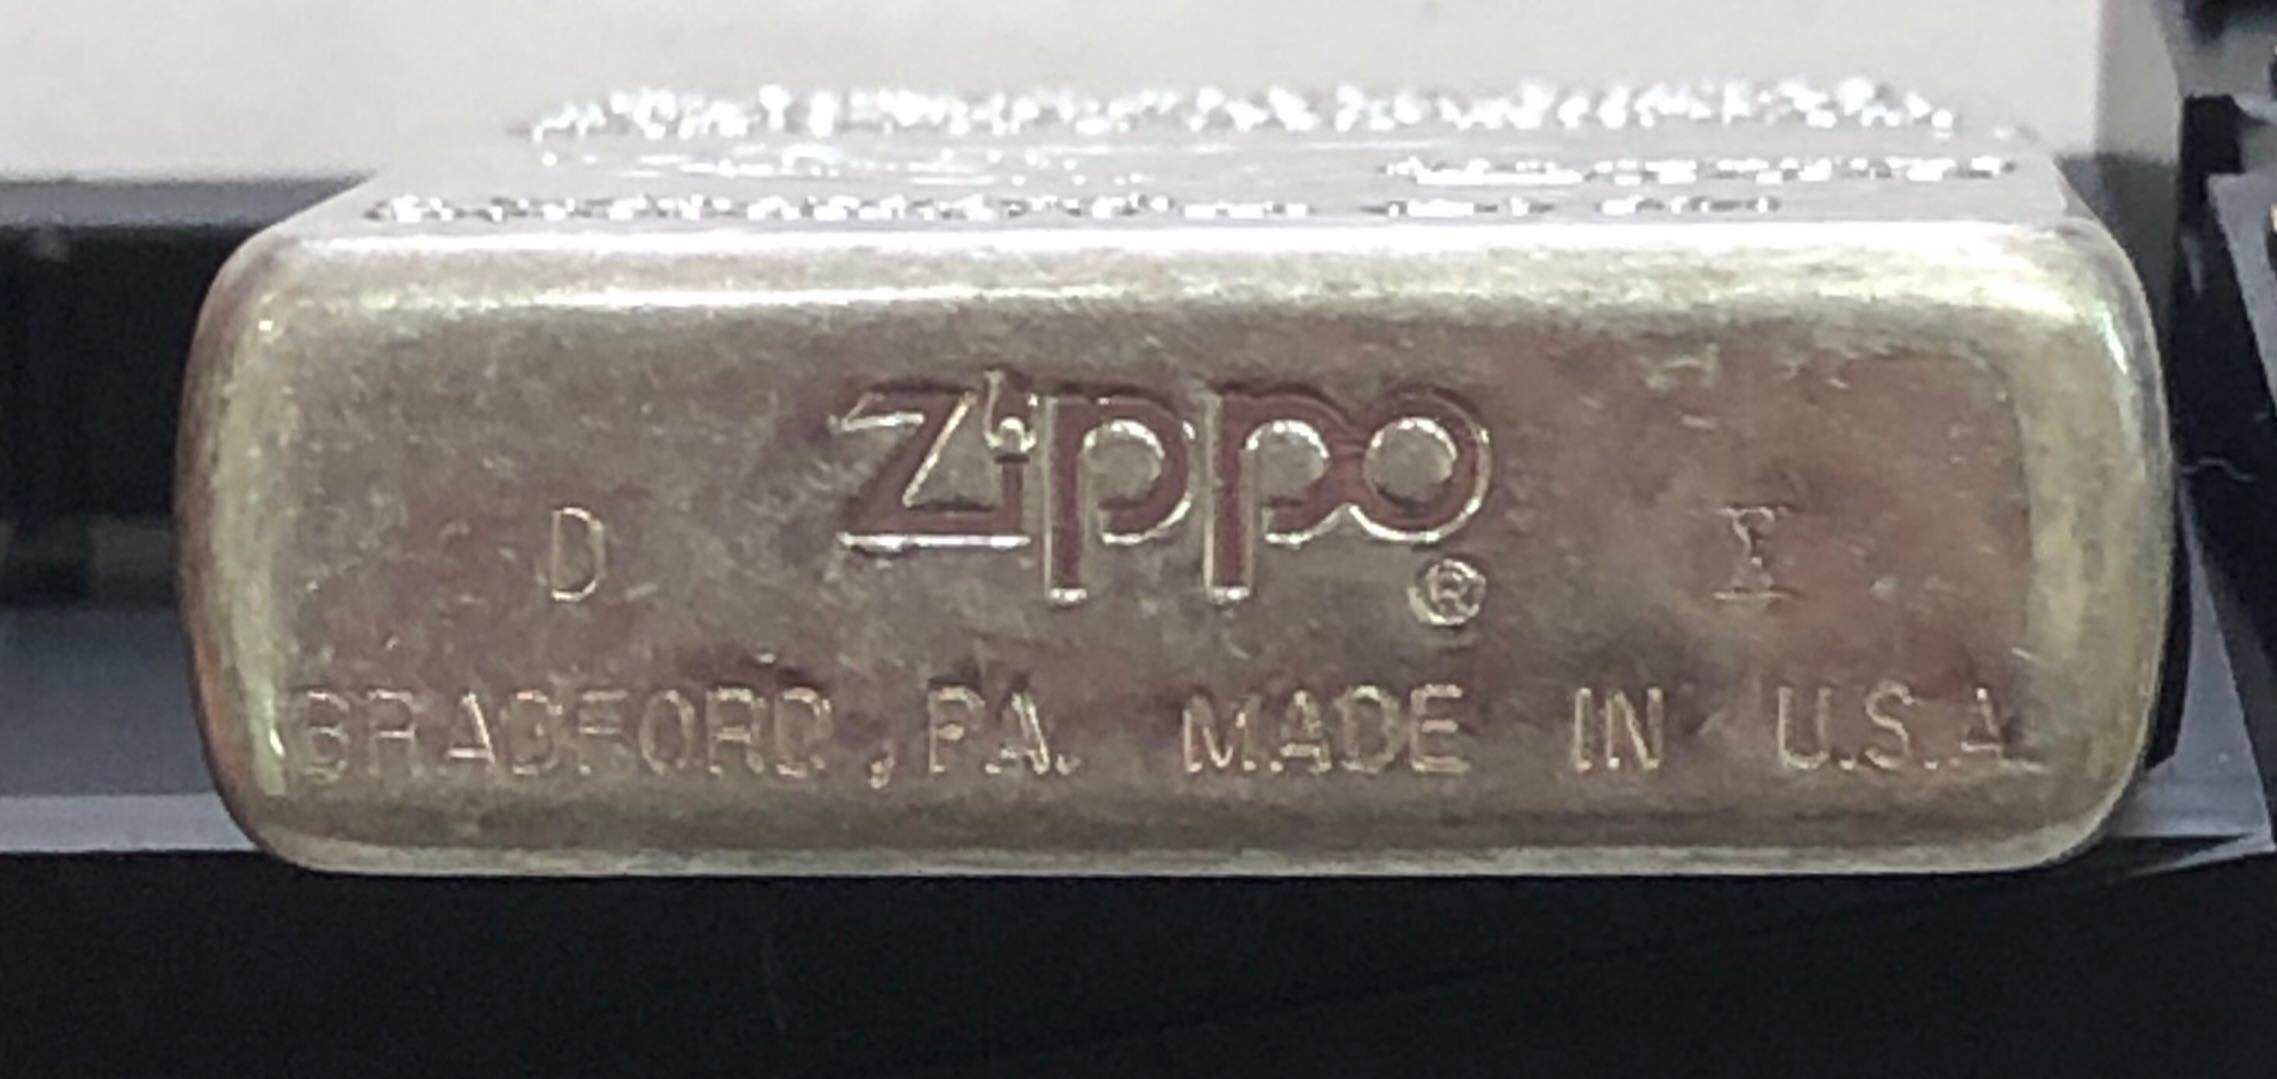 Zippo®
D X
BRADFORD, PA. MADE IN U.S.A